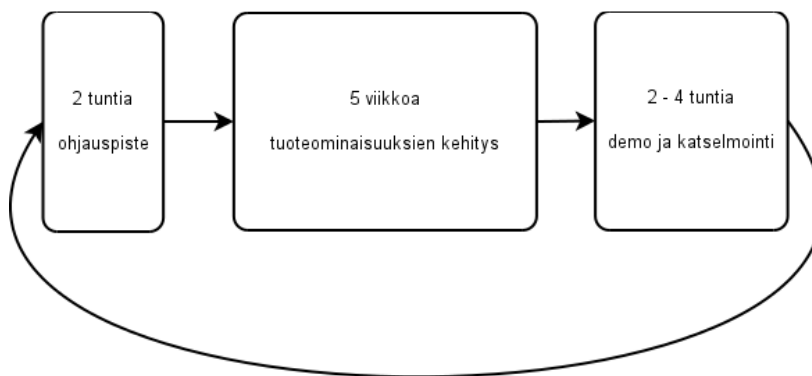 2 tuntia
ohjauspiste
5 viikkoa
tuoteominaisuuksien kehitys
2 - 4 tuntia
demo ja katselmointi